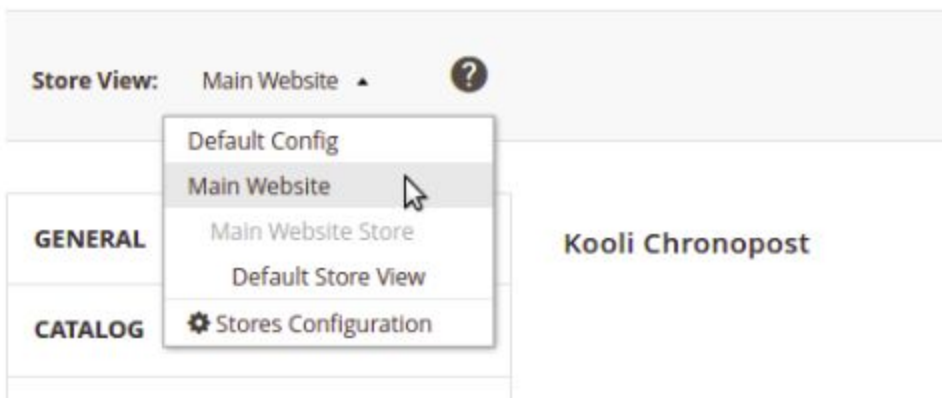 Store View: Main Website ?
Default Config
Main Website
Main Website Store
GENERAL
Kooli Chronopost
Default Store View
CATALOG
Stores Configuration